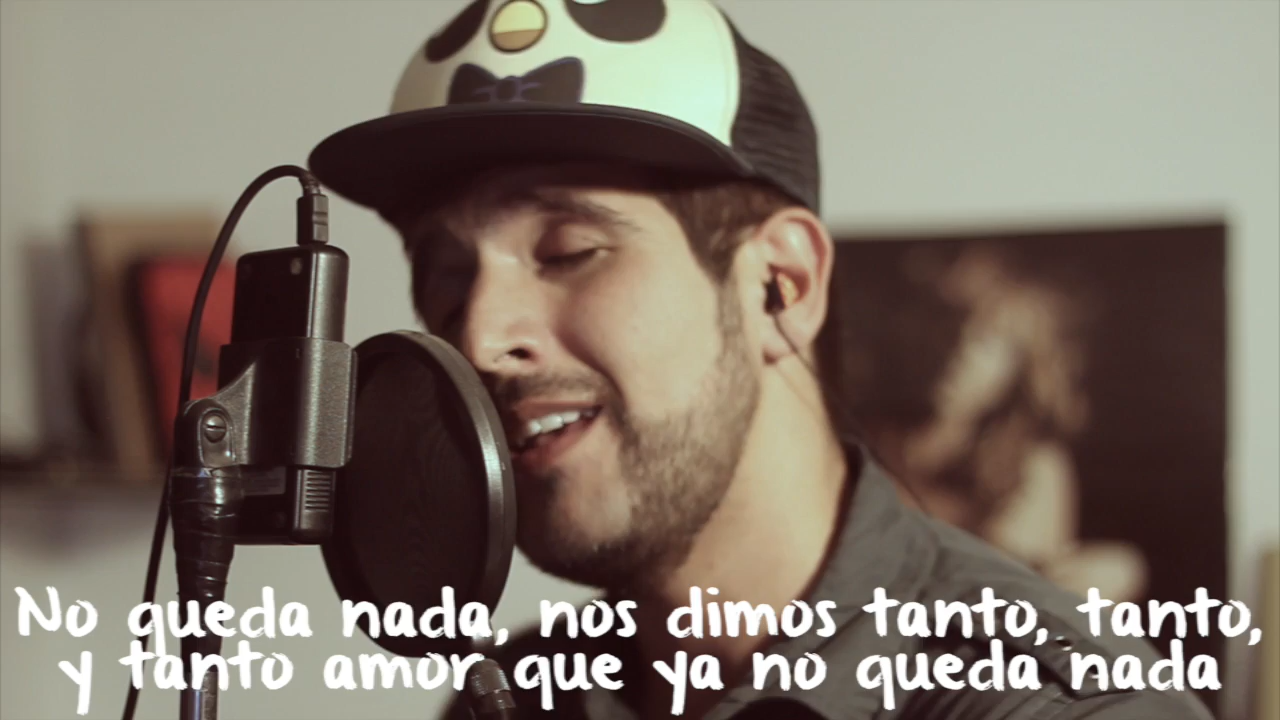 No queda nada, nos dimos tanto, tanto,
y tanto amor que ya no queda nada